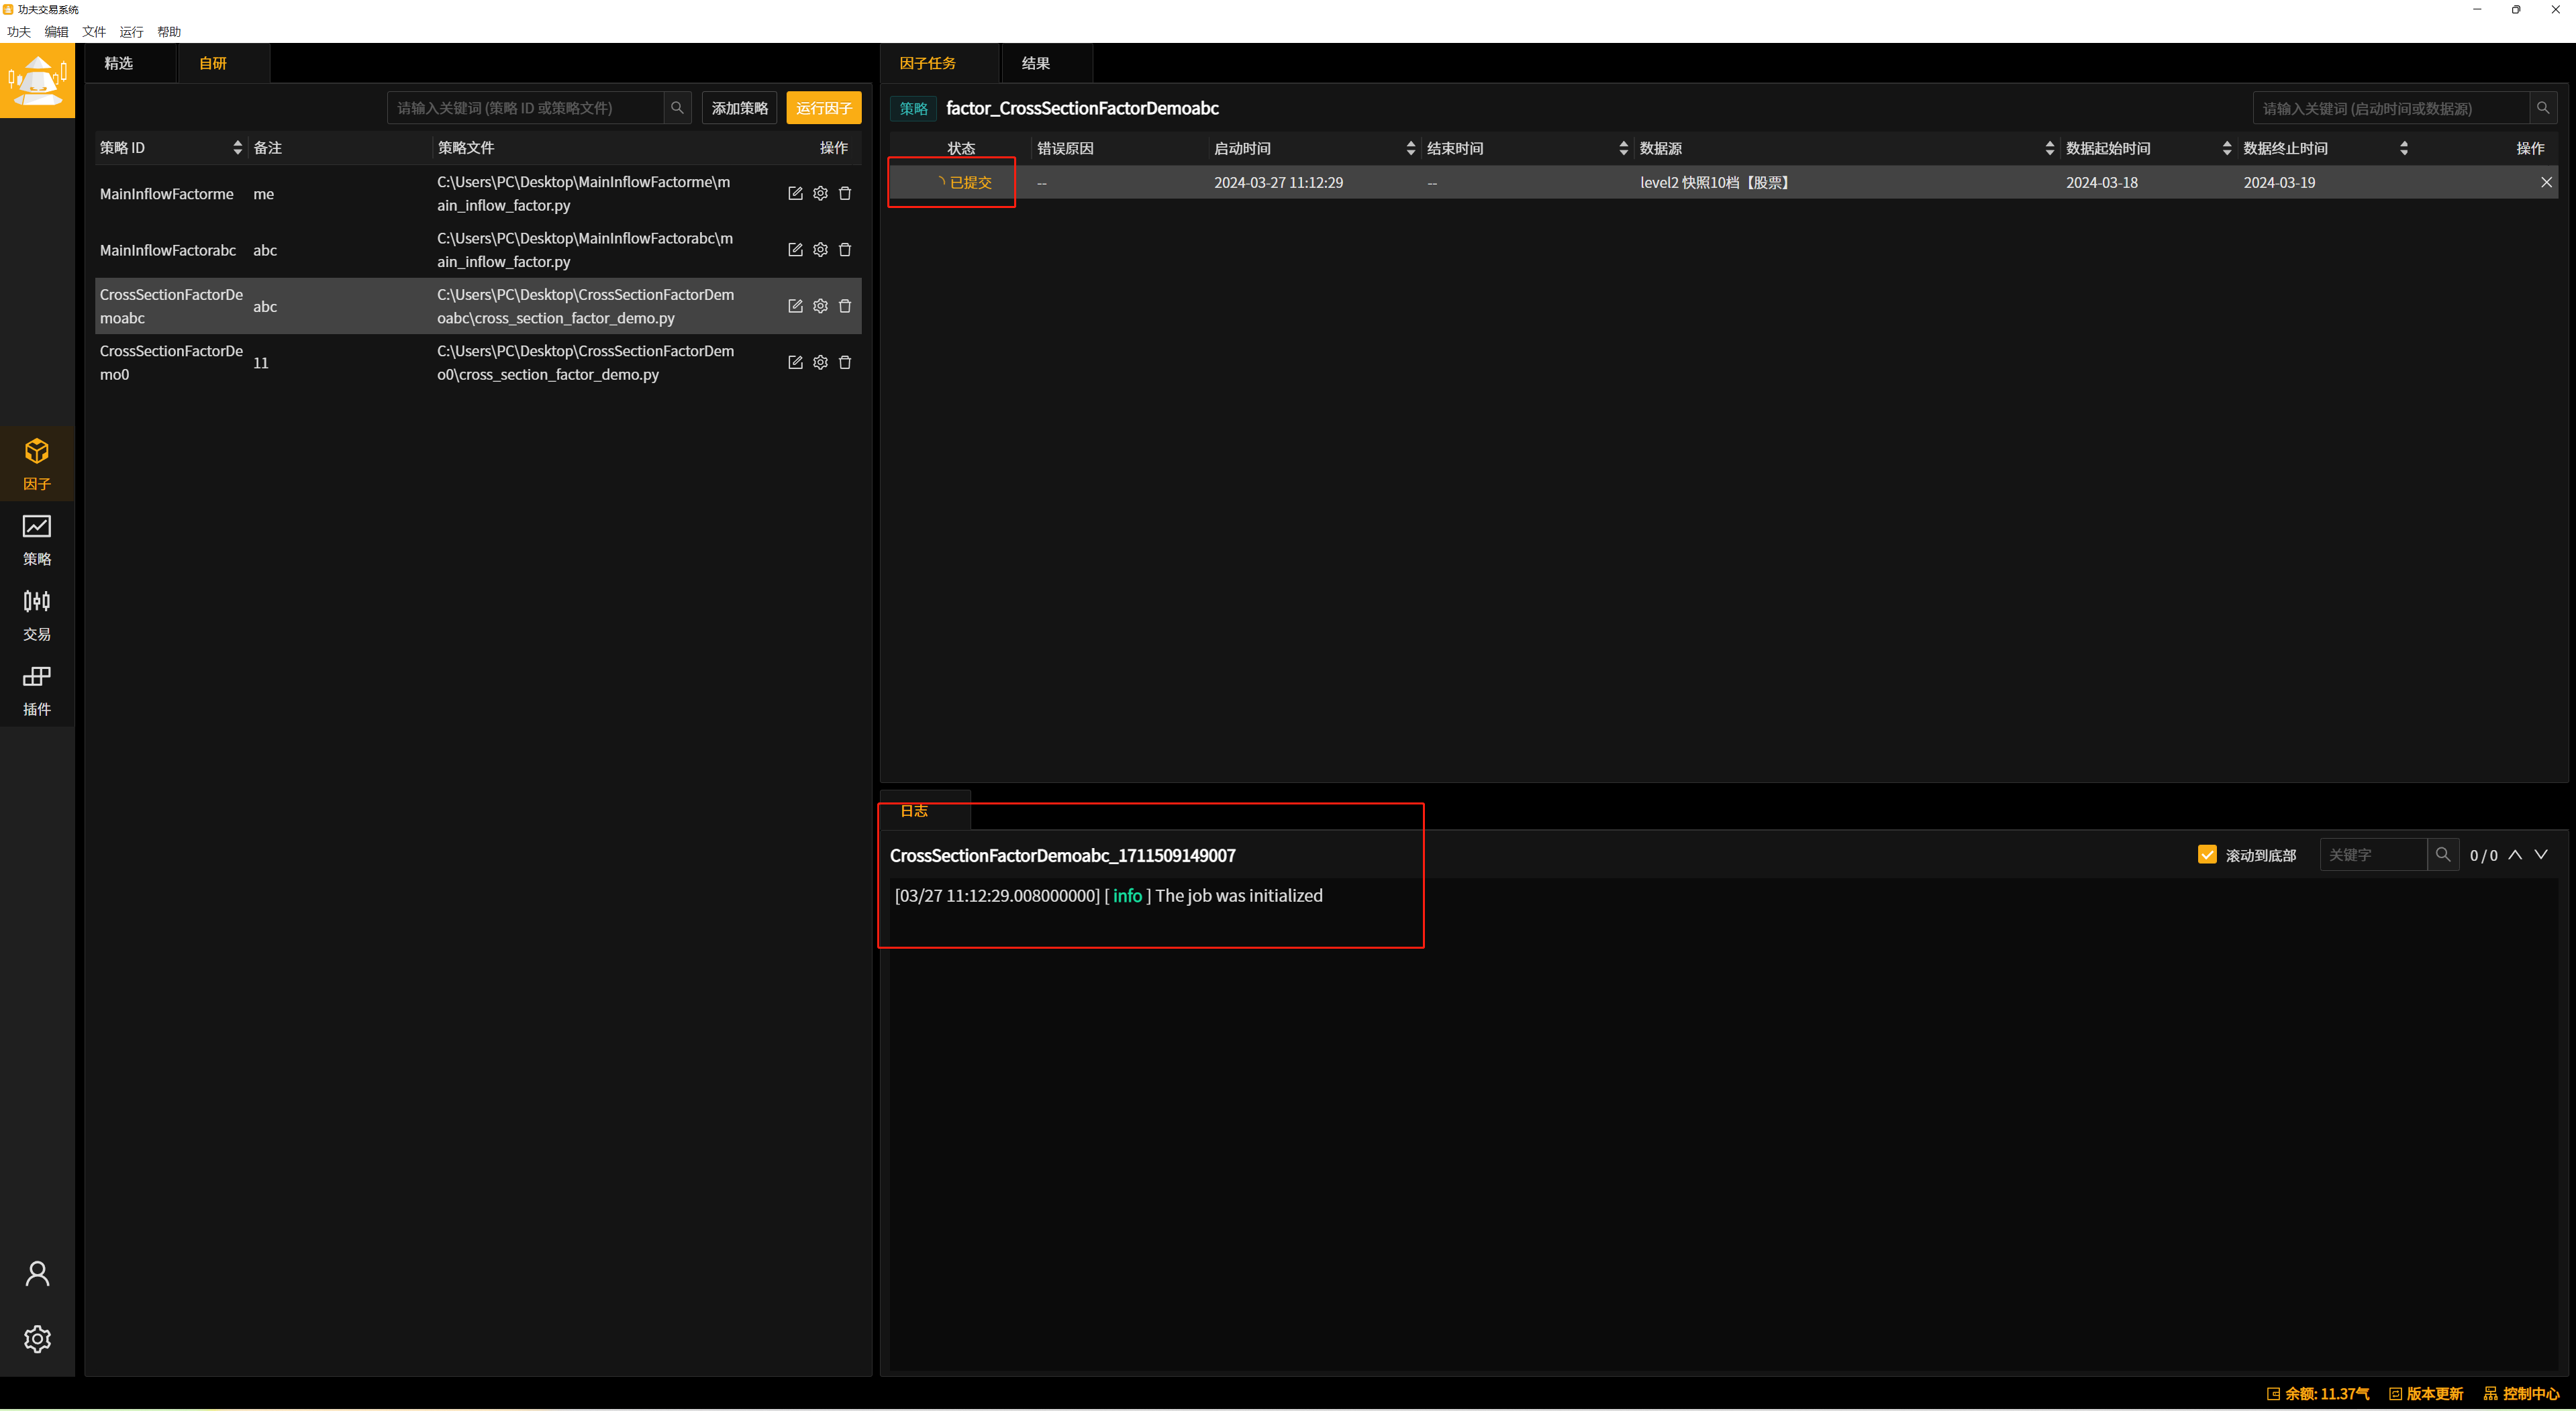 功夫交易系统
功夫 编辑 文件 运行 帮助
精选 自研
请输入关键词 (策略 ID 或策略文件) 添加策略 运行因子
策略 ID 备注 策略文件 操作
MainInflowFactorme me C:\Users\PC\Desktop\MainInflowFactorme\m
ain_inflow_factor.py
MainInflowFactorabc abc C:\Users\PC\Desktop\MainInflowFactorabc\m
ain_inflow_factor.py
CrossSectionFactorDe
moabc
abc
C:\Users\PC\Desktop\CrossSectionFactorDem
oabc\cross_section_factor_demo.py
CrossSectionFactorDe
mo0
11
C:\Users\PC\Desktop\CrossSectionFactorDem
o0\cross_section_factor_demo.py
因子
策略
交易
插件
因子任务 结果
策略 factor_CrossSectionFactorDemoabc 请输入关键词 (启动时间或数据源)
状态 错误原因 启动时间 结束时间 数据源 数据起始时间 数据终止时间 操作
已提交 -- 2024-03-27 11:12:29 -- level2 快照10档【股票】 2024-03-18 2024-03-19
日志
CrossSectionFactorDemoabc_1711509149007 滚动到底部 关键字 0 / 0
[03/27 11:12:29.008000000] [ info ] The job was initialized
余额: 11.37气 版本更新 控制中心